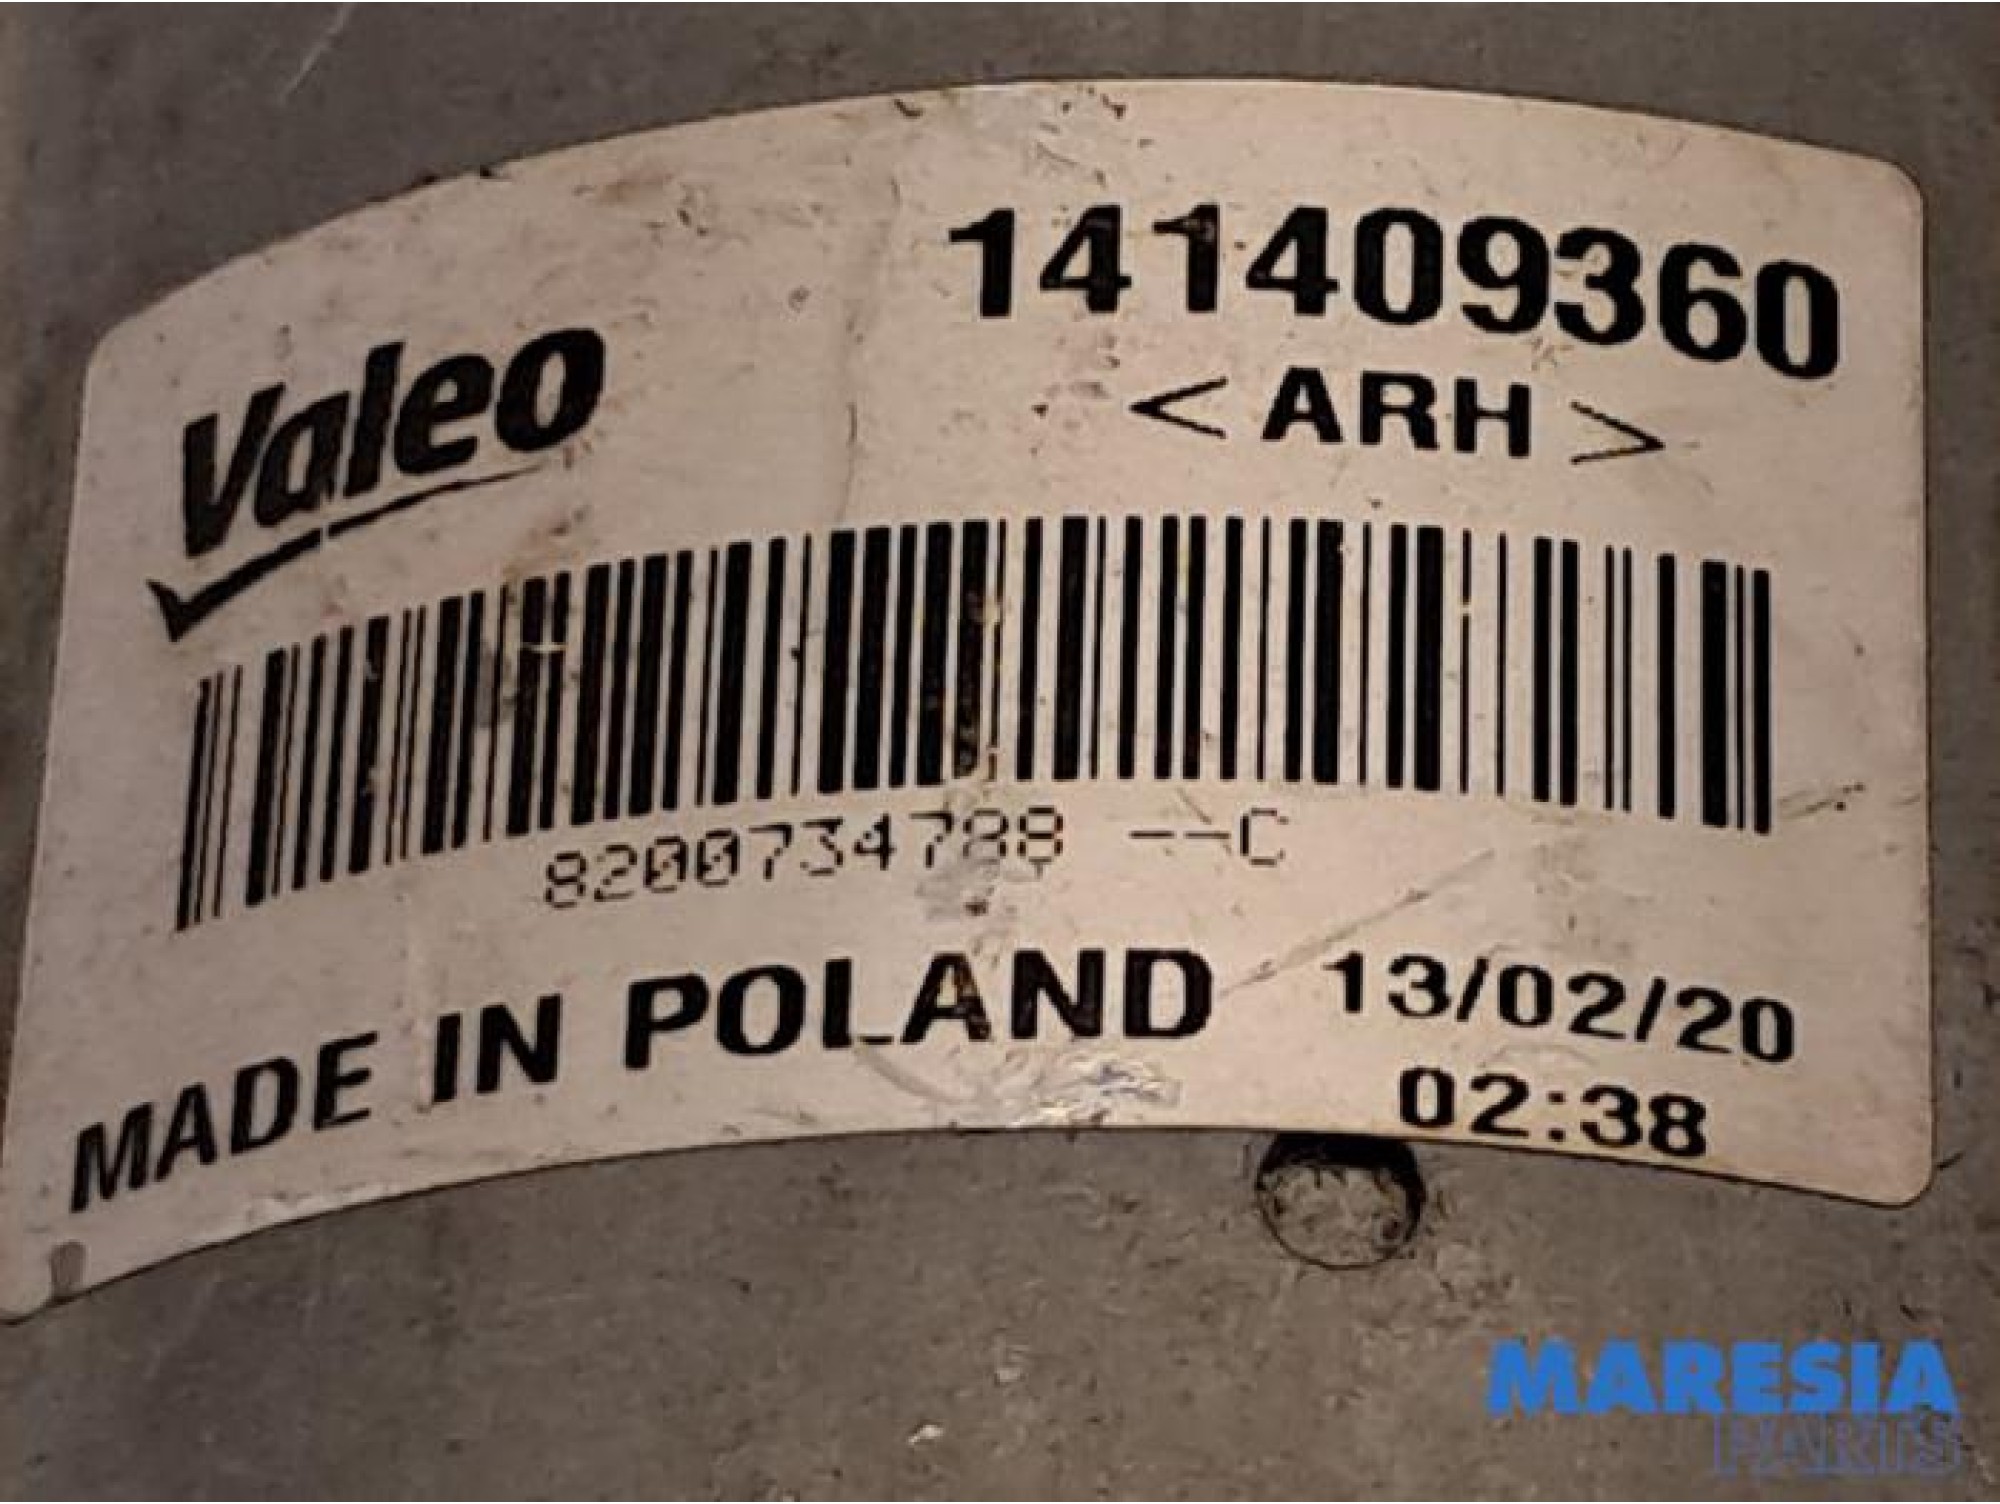 141409360
Valeo
< ARH >
8200734788 --C
MADE IN POLAND 13/02/20
02:38
MARESIA
PARTS